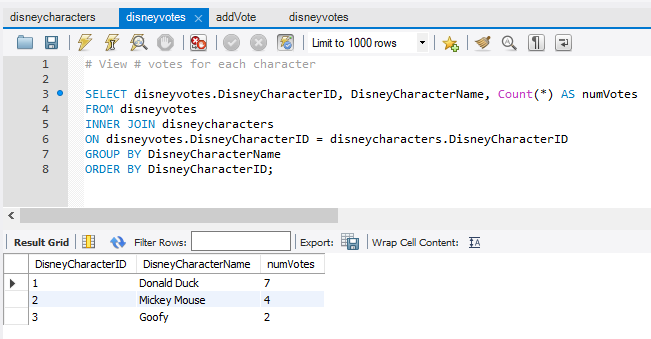 disneycharacters disneyvotes × addVote disneyvotes
Limit to 1000 rows
1 # View # votes for each character
2
3 SELECT disneyvotes.DisneyCharacterID, DisneyCharacterName, Count(*) AS numVotes
4 FROM disneyvotes
5 INNER JOIN disneycharacters
6 ON disneyvotes.DisneyCharacterID = disneycharacters.DisneyCharacterID
7 GROUP BY DisneyCharacterName
8 ORDER BY DisneyCharacterID;
Result Grid Filter Rows: Export: Wrap Cell Content: IA
DisneyCharacterID DisneyCharacterName numVotes
1 Donald Duck 7
2 Mickey Mouse 4
3 Goofy 2